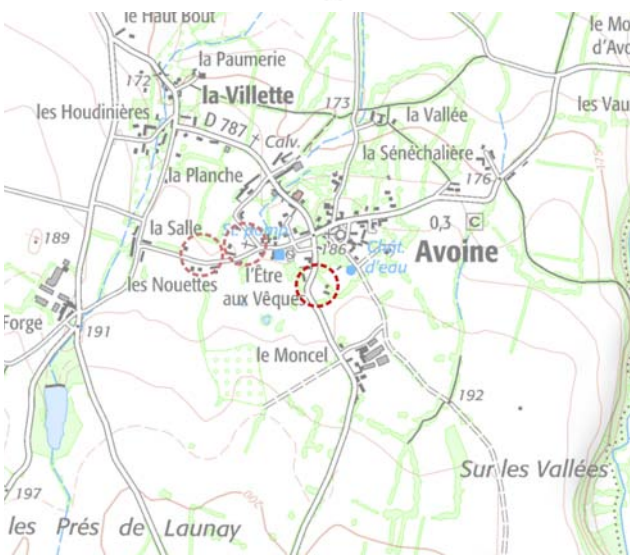 le Haut Bout
le Mo
d'Avo
la Paumerie
172
la Villette
173
les Vau
les Houdinières
la Vallée
D 787
Calv.
la Sénéchalière
la Planche
176
175
la Salle
0,3 C
189
186
Avoine
Chât.
d'eau
l'Être
aux Vêques
les Nouettes
Forge
191
le Moncel
192
Sur les Vallées
197
200
les Prés de Launay